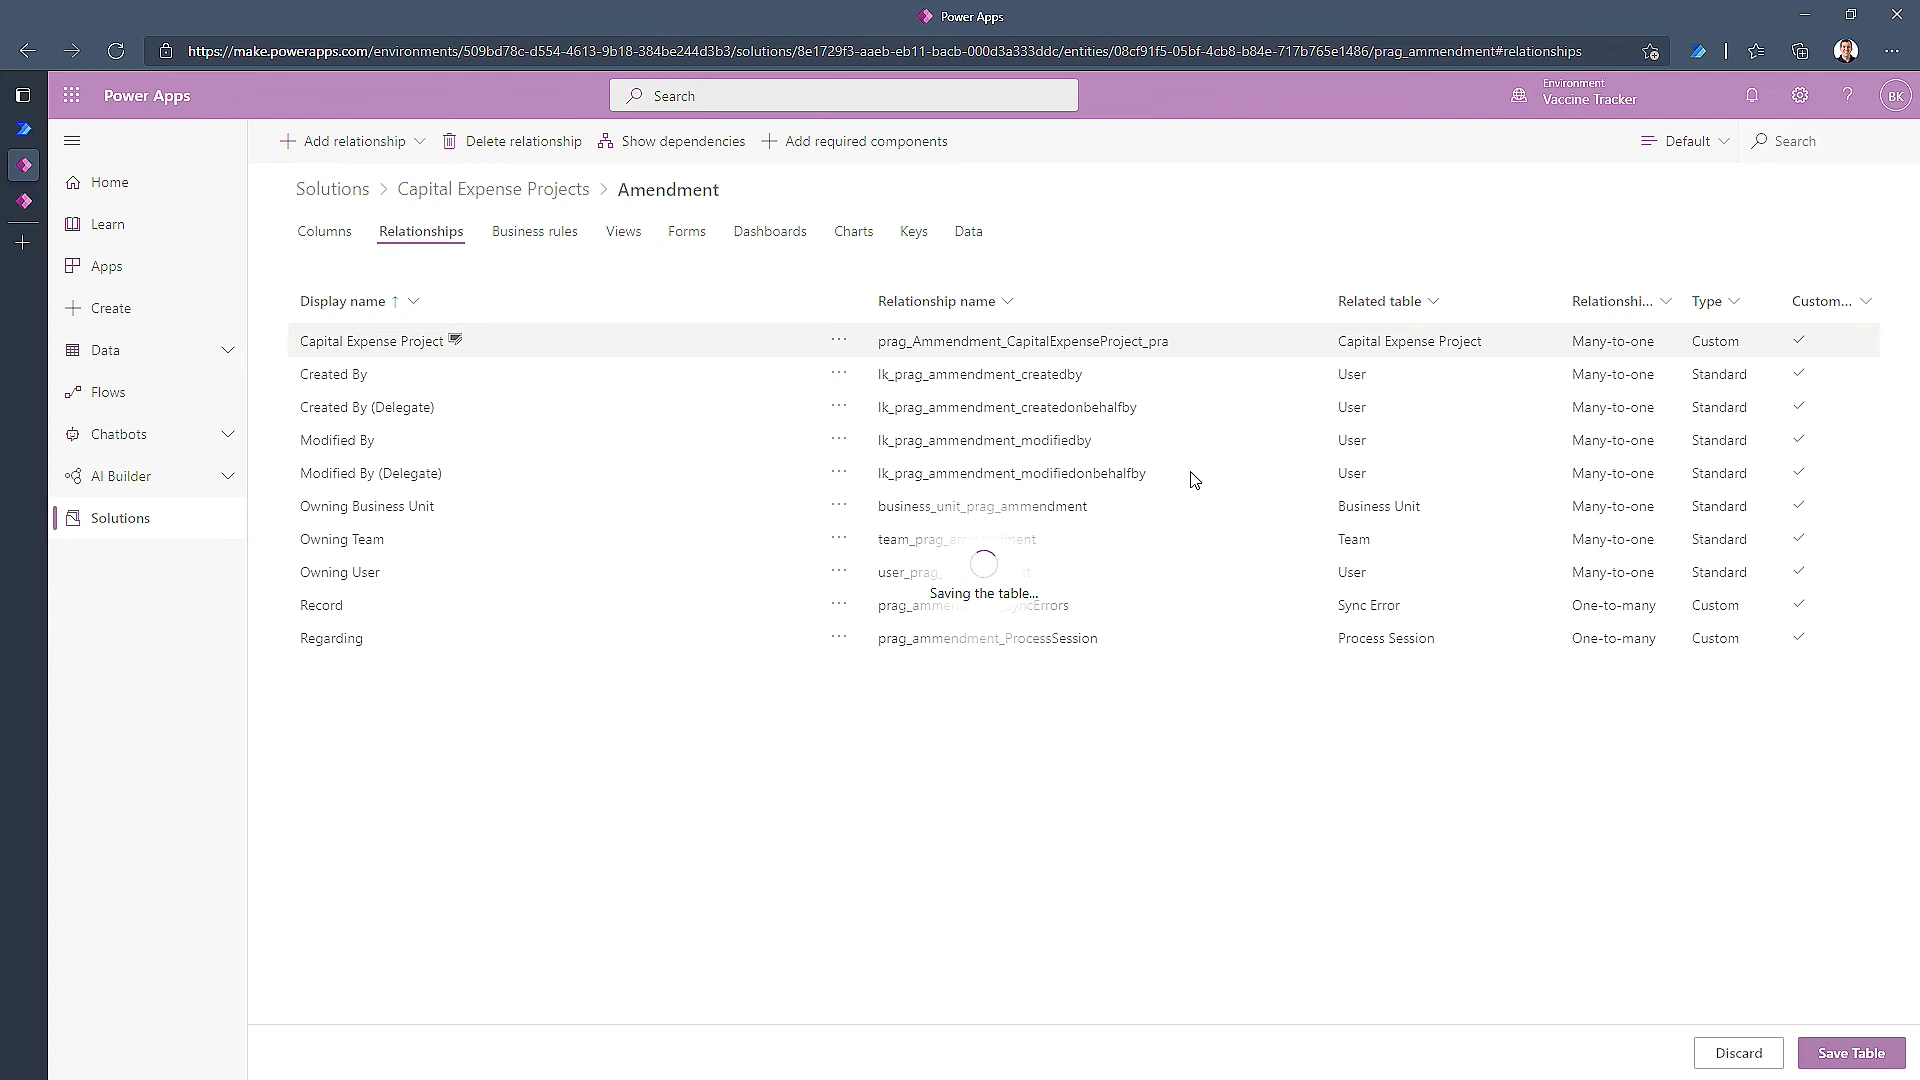 Power Apps
https://make.powerapps.com/environments/509bd78c-d554-4613-9b18-384be244d3b3/solutions/8e1729f3-aaeb-eb11-bacb-000d3a333ddc/entities/08cf91f5-05bf-4cb8-b84e-717b765e1486/prag_ammendment#relationships
Power Apps
Search
Environment
Vaccine Tracker
BK
Add relationship
Delete relationship
Show dependencies
Add required components
Default
Search
Home
Learn
Apps
Create
Data
Flows
Chatbots
AI Builder
Solutions
Solutions > Capital Expense Projects > Amendment
Columns Relationships Business rules Views Forms Dashboards Charts Keys Data
Display name ↑ Relationship name Related table Relationshi... Type Custom...
Capital Expense Project ... prag_Ammendment_CapitalExpenseProject_pra Capital Expense Project Many-to-one Custom
Created By ... lk_prag_ammendment_createdby User Many-to-one Standard
Created By (Delegate) ... lk_prag_ammendment_createdonbehalfby User Many-to-one Standard
Modified By ... lk_prag_ammendment_modifiedby User Many-to-one Standard
Modified By (Delegate) ... lk_prag_ammendment_modifiedonbehalfby User Many-to-one Standard
Owning Business Unit ... business_unit_prag_ammendment Business Unit Many-to-one Standard
Owning Team ... team_prag_ammendment Team Many-to-one Standard
Owning User ... user_prag_ User Many-to-one Standard
Saving the table...
Record ... prag_ammen SyncErrors Sync Error One-to-many Custom
Regarding ... prag_ammendment_ProcessSession Process Session One-to-many Custom
Discard
Save Table